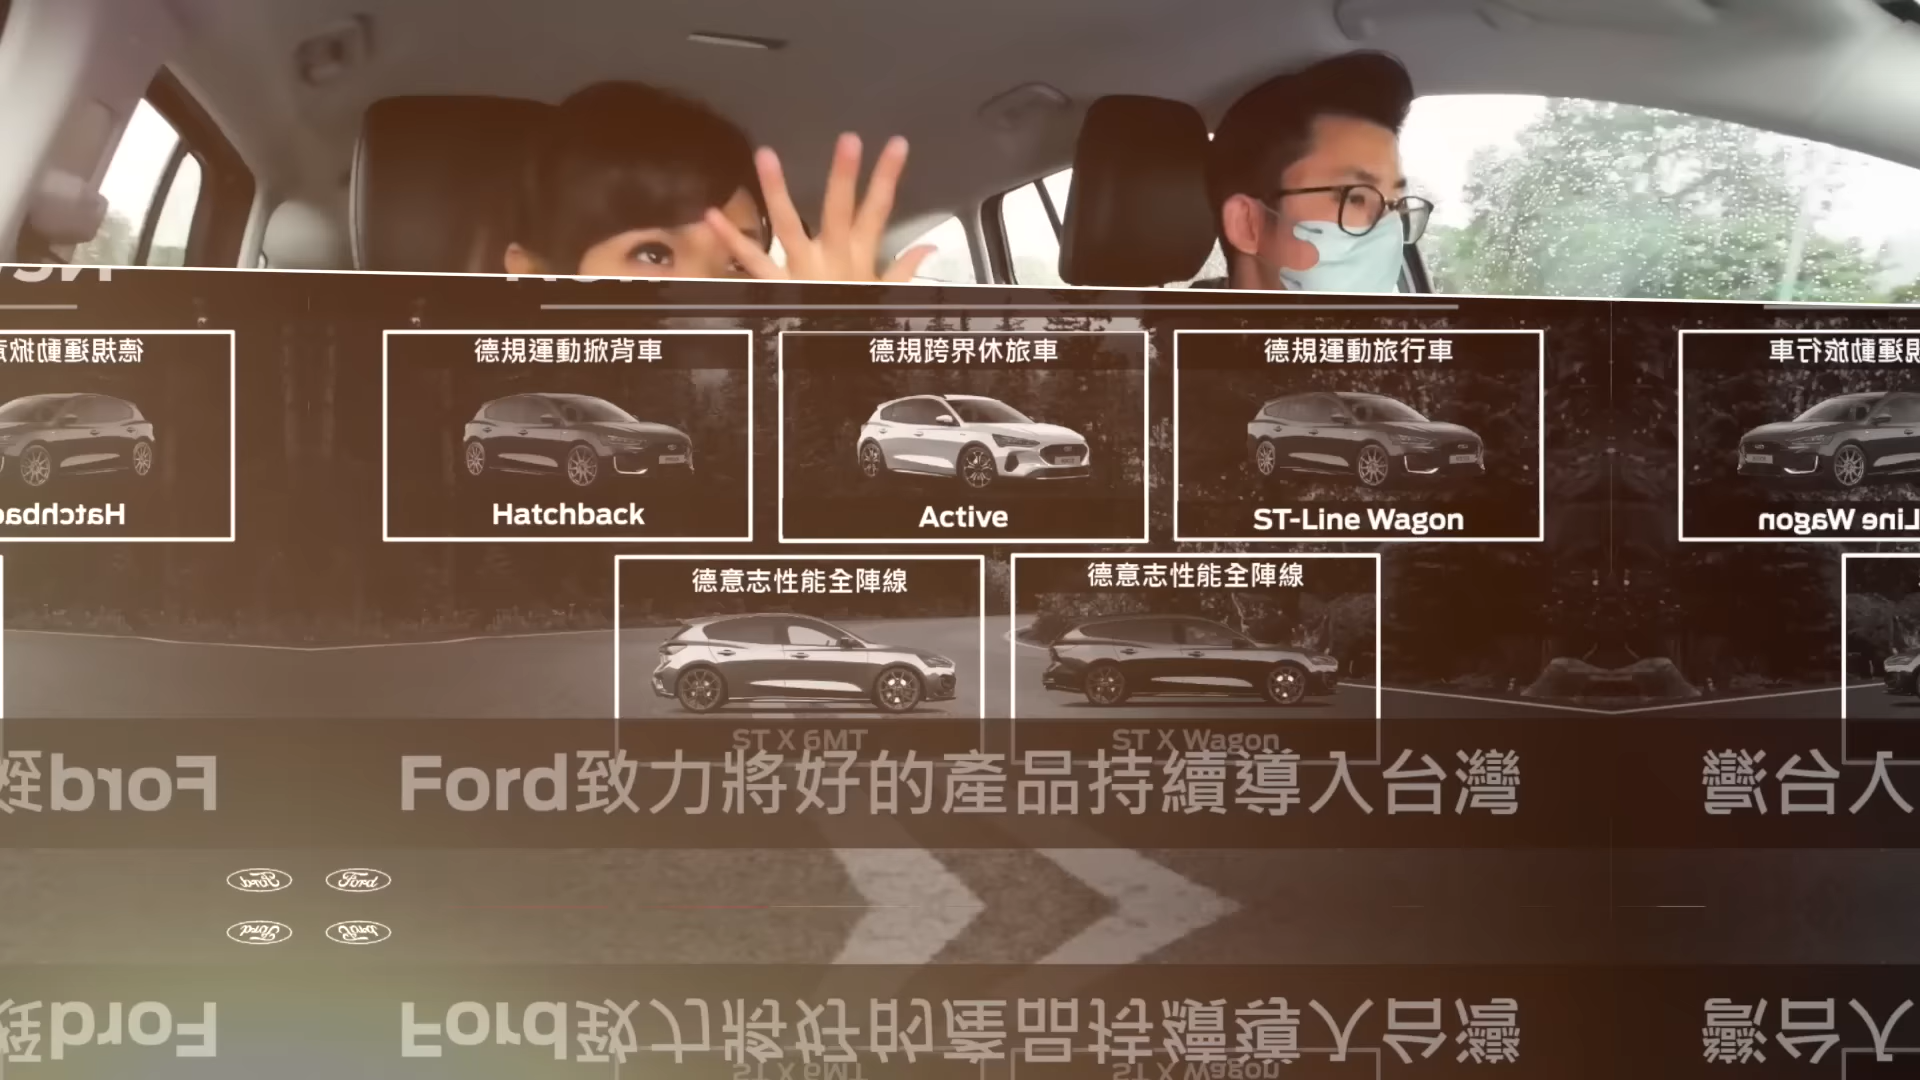 德規運動掀背車
德規跨界休旅車
德規運動旅行車
Hatchback
Active
ST-Line Wagon
德意志性能全陣線
德意志性能全陣線
ST X 6MT
ST X Wagon
Ford致力將好的產品持續導入台灣
Ford